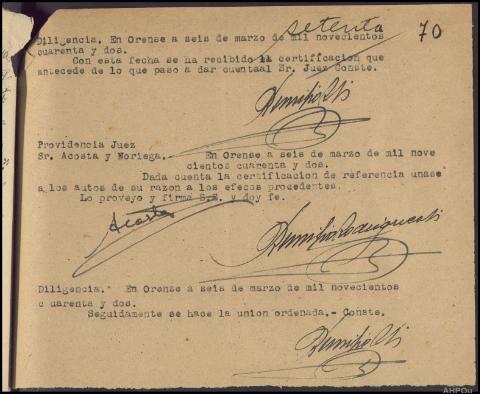 setenta 70
Diligencia. En Orense a seis de marzo de mil novecientos
cuarenta y dos.
Con esta fecha se ha recibido la certificacion que
antecede de lo que paso a dar cuentaal Sr. Juez Conste.
Providencia Juez
Sr. Acosta y Noriega. En Orense a seis de marzo de mil nove
cientos cuarenta y dos.
Dada cuenta la certificacion de referencia unase
a los autos de su razon a los efecos procedentes.
Lo proveyo y firma S.S. y doy fe.
Acosta
Diligencia. En Orense a seis de marzo de mil novecientos
c uarenta y dos.
Seguidamente se hace la union ordenada.- Conste.
AHPOu